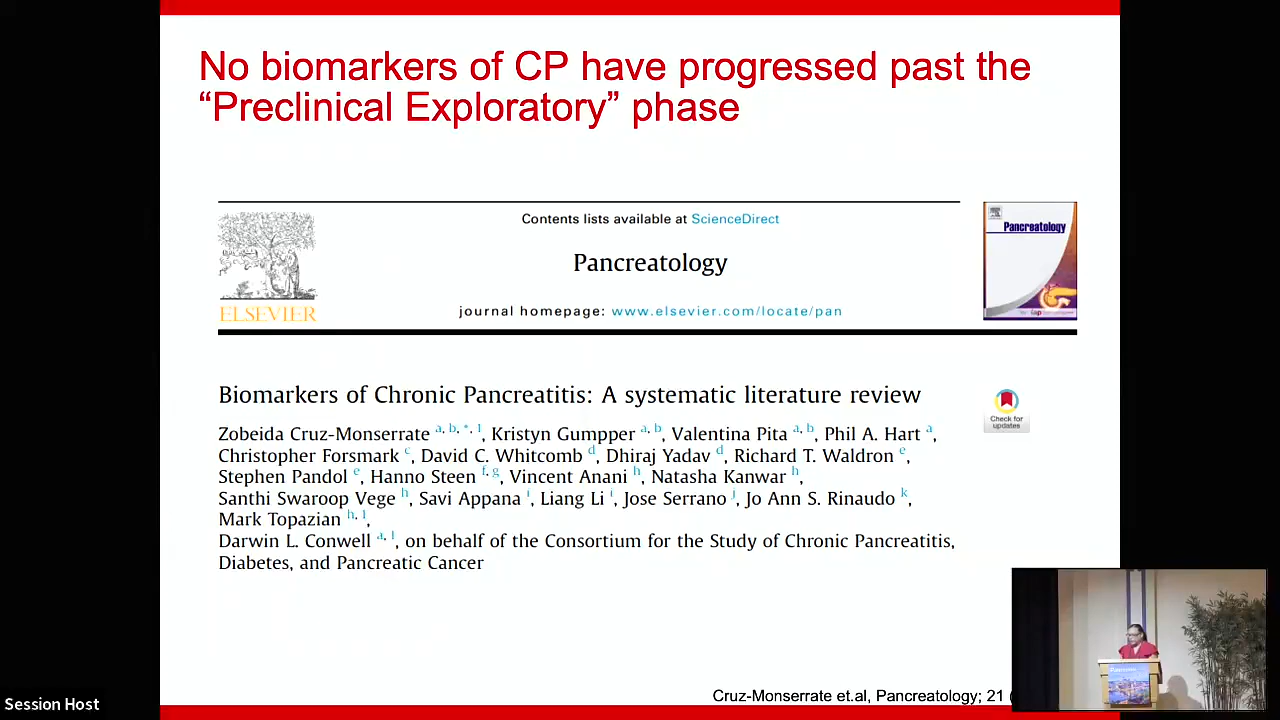 No biomarkers of CP have progressed past the
“Preclinical Exploratory” phase
Contents lists available at ScienceDirect
Pancreatology
journal homepage: www.elsevier.com/locate/pan
ELSEVIER
Pancreatology
Biomarkers of Chronic Pancreatitis: A systematic literature review
Check for
updates
Zobeida Cruz-Monserrate a, b, *, 1, Kristyn Gumpper a, b, Valentina Pita a, b, Phil A. Hart a,
Christopher Forsmark c, David C. Whitcomb d, Dhiraj Yadav d, Richard T. Waldron e,
Stephen Pandol e, Hanno Steen f, g, Vincent Anani h, Natasha Kanwar h,
Santhi Swaroop Vege h, Savi Appana i, Liang Li i, Jose Serrano j, Jo Ann S. Rinaudo k,
Mark Topazian h, 1,
Darwin L. Conwell a, 1, on behalf of the Consortium for the Study of Chronic Pancreatitis,
Diabetes, and Pancreatic Cancer
Cruz-Monserrate et.al, Pancreatology; 21 (
Session Host